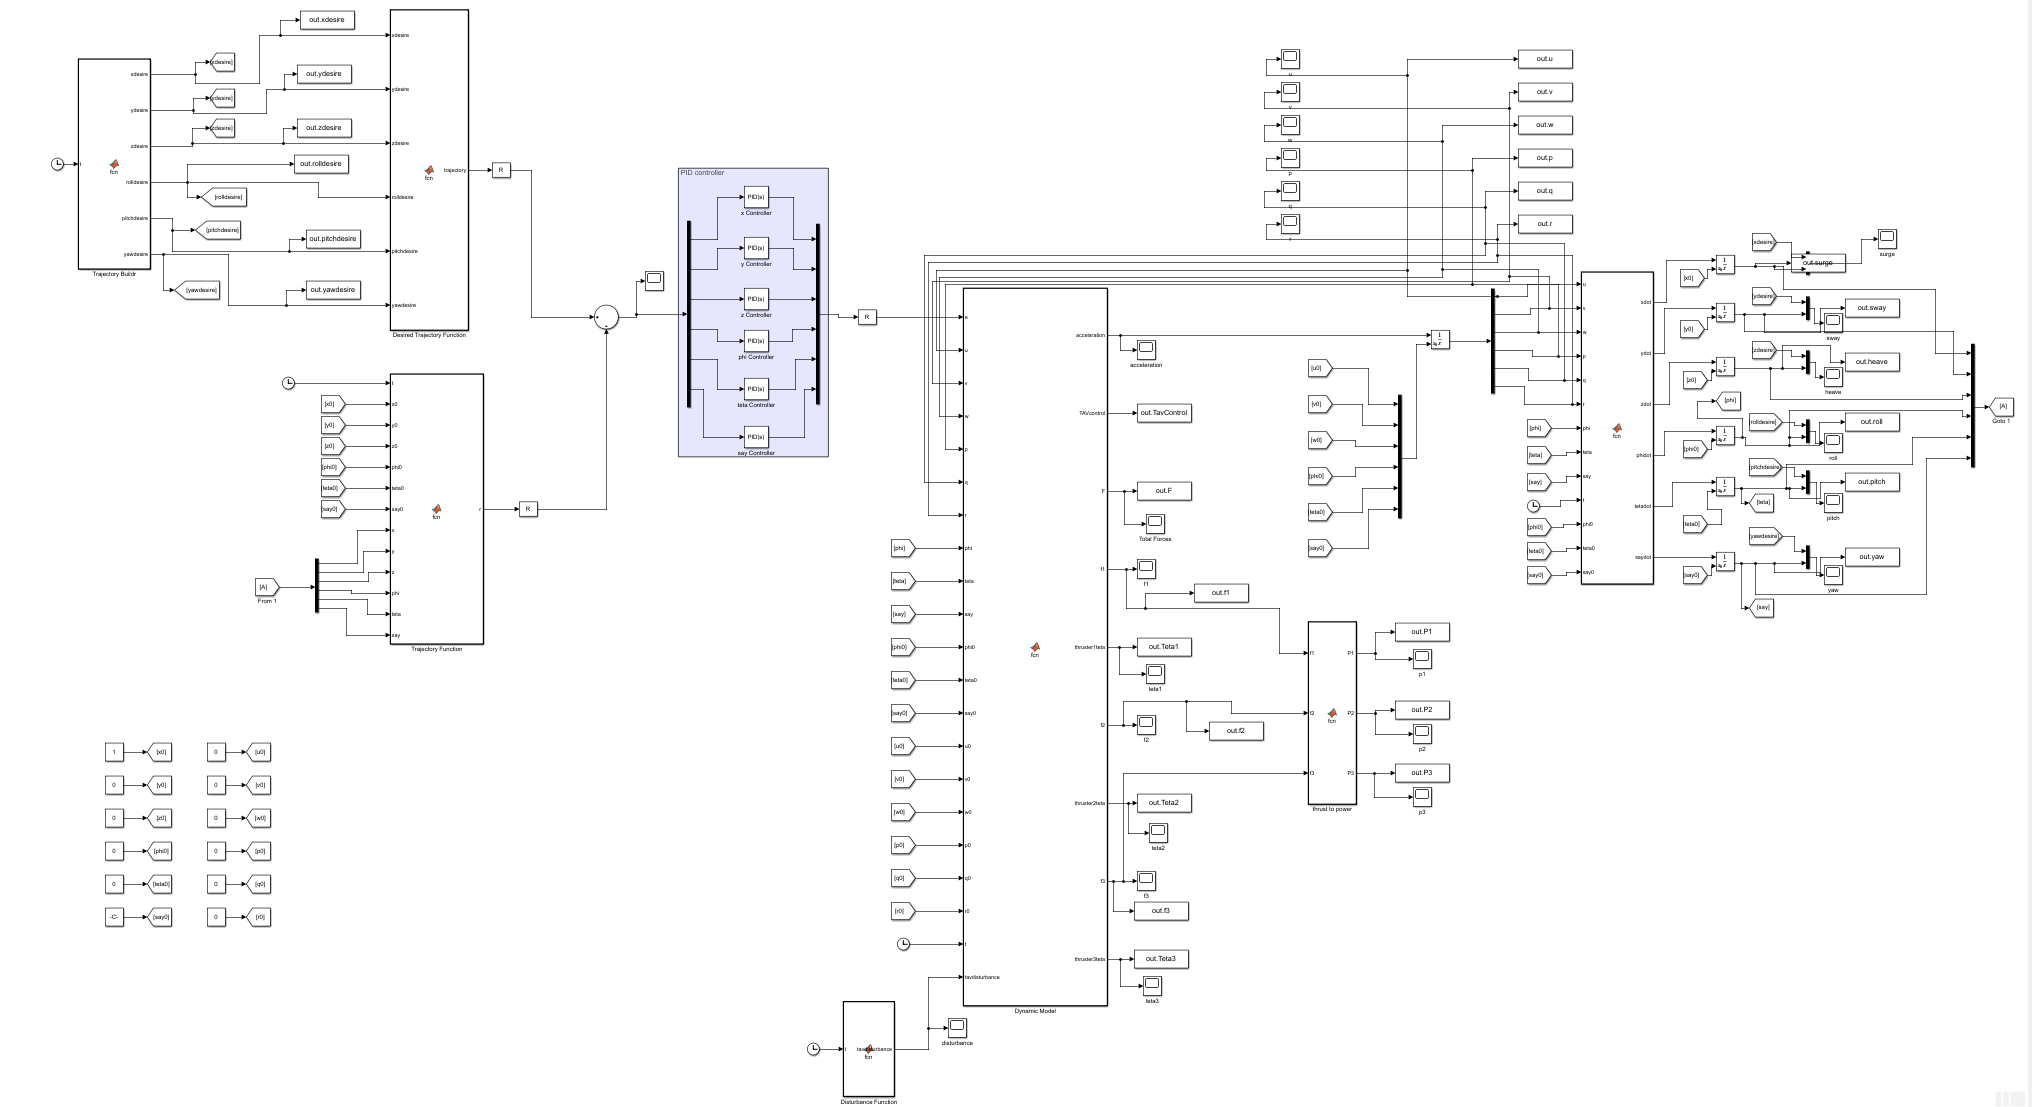 Trajectory Buildr
t
fcn
xdesire
ydesire
zdesire
rolldesire
pitchdesire
yawdesire
[xdesire]
[ydesire]
[zdesire]
[rolldesire]
[pitchdesire]
[yawdesire]
out.xdesire
out.ydesire
out.zdesire
out.rolldesire
out.pitchdesire
out.yawdesire
xdesire
ydesire
zdesire
rolldesire
pitchdesire
yawdesire
fcn
trajectory
Desired Trajectory Function
R
[x0]
[y0]
[z0]
[phi0]
[teta0]
[say0]
[A]
From 1
t
x0
y0
z0
phi0
teta0
say0
x
y
z
phi
teta
say
fcn
r
Trajectory Function
R
PID controller
PID(s)
x Controller
PID(s)
y Controller
PID(s)
z Controller
PID(s)
phi Controller
PID(s)
teta Controller
PID(s)
say Controller
R
1
[x0]
0
[u0]
0
[y0]
0
[v0]
0
[z0]
0
[w0]
0
[phi0]
0
[p0]
0
[teta0]
0
[q0]
-C-
[say0]
0
[r0]
[phi]
[teta]
[say]
[phi0]
[teta0]
[say0]
[u0]
[v0]
[w0]
[p0]
[q0]
[r0]
e
u
v
w
p
q
r
phi
teta
say
phi0
teta0
say0
u0
v0
w0
p0
q0
r0
t
tavdisturbance
fcn
acceleration
TAVcontrol
F
f1
thruster1teta
f2
thruster2teta
f3
thruster3teta
Dynamic Model
t
fcn
Disturbance Function
disturbance
acceleration
out.TavControl
out.F
Total Forces
f1
out.f1
out.Teta1
teta1
f2
out.f2
out.Teta2
teta2
f3
out.f3
out.Teta3
teta3
f1
f2
f3
fcn
P1
P2
P3
thrust to power
out.P1
p1
out.P2
p2
out.P3
p3
u
v
w
p
q
r
out.u
out.v
out.w
out.p
out.q
out.r
[u0]
[v0]
[w0]
[phi0]
[teta0]
[say0]
[phi]
[teta]
[say]
[phi0]
[teta0]
[say0]
u
v
w
p
q
r
phi
teta
say
t
phi0
teta0
say0
fcn
xdot
ydot
zdot
phidot
tetadot
saydot
[xdesire]
[x0]
out.surge
surge
[ydesire]
[y0]
out.sway
sway
[zdesire]
[z0]
out.heave
heave
[phi]
[rolldesire]
[phi0]
out.roll
roll
[pitchdesire]
[teta]
[teta0]
out.pitch
pitch
[yawdesire]
[say0]
out.yaw
yaw
[say]
[A]
Goto 1